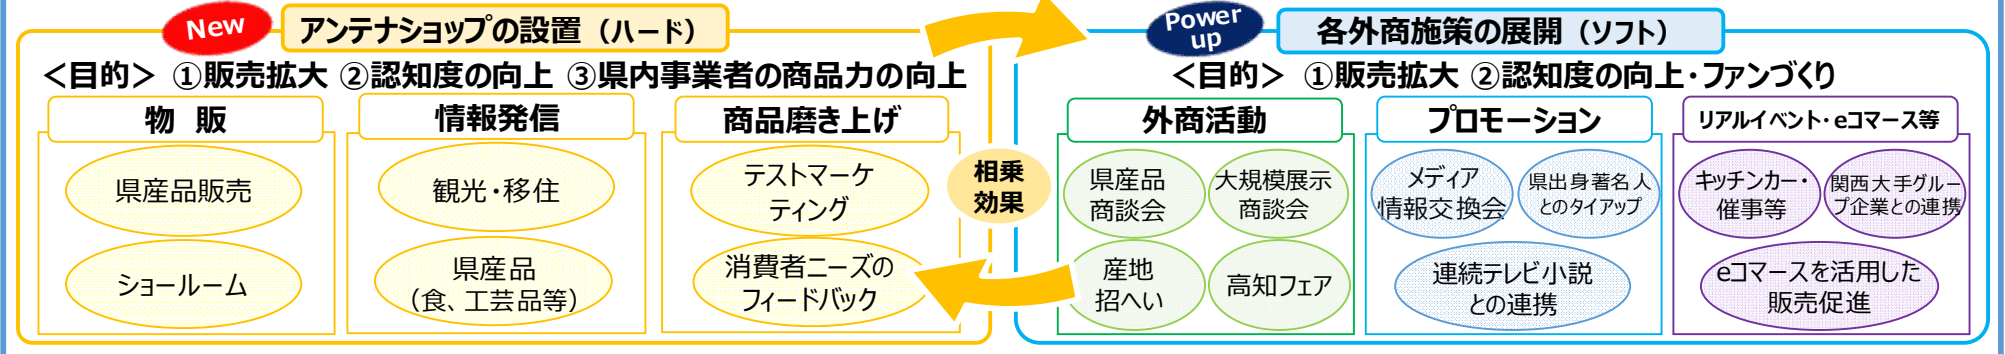 New
アンテナショップの設置（ハード）
＜目的＞ ①販売拡大 ②認知度の向上 ③県内事業者の商品力の向上
物 販
県産品販売
ショールーム
情報発信
観光・移住
県産品
（食、工芸品等）
商品磨き上げ
テストマーケ
ティング
消費者ニーズの
フィードバック
相乗
効果
Power
up
各外商施策の展開（ソフト）
＜目的＞ ①販売拡大 ②認知度の向上・ファンづくり
外商活動
県産品
商談会
大規模展示
商談会
産地
招へい
高知フェア
プロモーション
メディア
情報交換会
県出身著名人
とのタイアップ
連続テレビ小説
との連携
リアルイベント・eコマース等
キッチンカー・
催事等
関西大手グルー
プ企業との連携
eコマースを活用した
販売促進